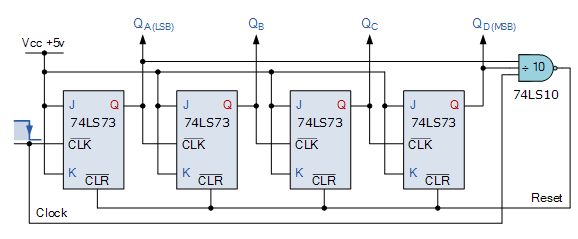 QA(LSB) QB QC QD(MSB)
Vcc +5v
÷ 10
74LS10
J Q J Q J Q J Q
74LS73 74LS73 74LS73 74LS73
CLK CLK CLK CLK
K K K K
CLR CLR CLR CLR
Reset
Clock